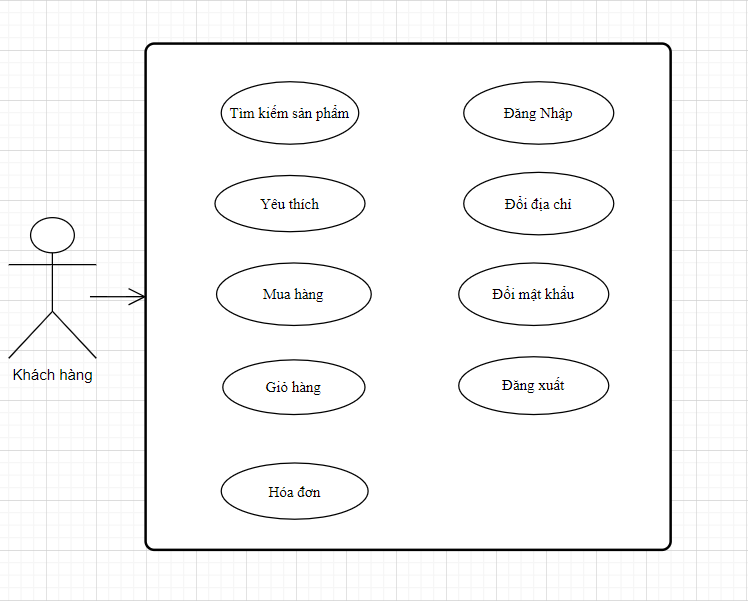 Tìm kiếm sản phẩm
Đăng Nhập
Yêu thích
Đổi địa chỉ
Mua hàng
Đổi mật khẩu
Giỏ hàng
Đăng xuất
Hóa đơn
Khách hàng